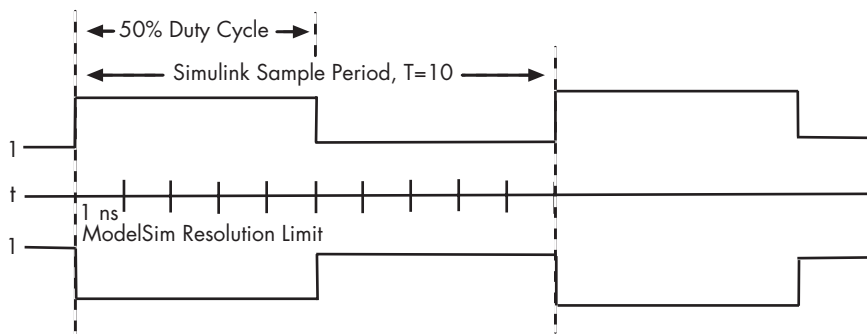 50% Duty Cycle
Simulink Sample Period, T=10
1
t
1 ns
ModelSim Resolution Limit
1